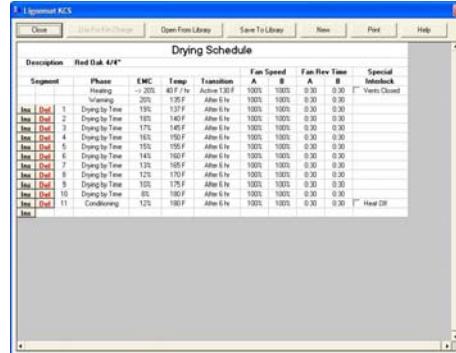 Lignomat KCS
Close Use For Kiln Charge Open From Library Save To Library New Print Help
Drying Schedule
Description Red Oak 4/4"
Fan Speed Fan Rev Time Special
Segment Phase EMC Temp Transition A B A B Interlock
Heating -> 20% 40 F / hr Active 130 F 100% 100% 0:30 0:30 Vents Closed
Warming 20% 135 F After 6 hr 100% 100% 0:30 0:30
Ins Del 1 Drying by Time 19% 137 F After 6 hr 100% 100% 0:30 0:30
Ins Del 2 Drying by Time 18% 140 F After 6 hr 100% 100% 0:30 0:30
Ins Del 3 Drying by Time 17% 145 F After 6 hr 100% 100% 0:30 0:30
Ins Del 4 Drying by Time 16% 150 F After 6 hr 100% 100% 0:30 0:30
Ins Del 5 Drying by Time 15% 155 F After 6 hr 100% 100% 0:30 0:30
Ins Del 6 Drying by Time 14% 160 F After 6 hr 100% 100% 0:30 0:30
Ins Del 7 Drying by Time 13% 165 F After 6 hr 100% 100% 0:30 0:30
Ins Del 8 Drying by Time 12% 170 F After 6 hr 100% 100% 0:30 0:30
Ins Del 9 Drying by Time 10% 175 F After 6 hr 100% 100% 0:30 0:30
Ins Del 10 Drying by Time 8% 180 F After 6 hr 100% 100% 0:30 0:30
Ins Del 11 Conditioning 12% 180 F After 6 hr 100% 100% 0:30 0:30 Heat Off
Ins